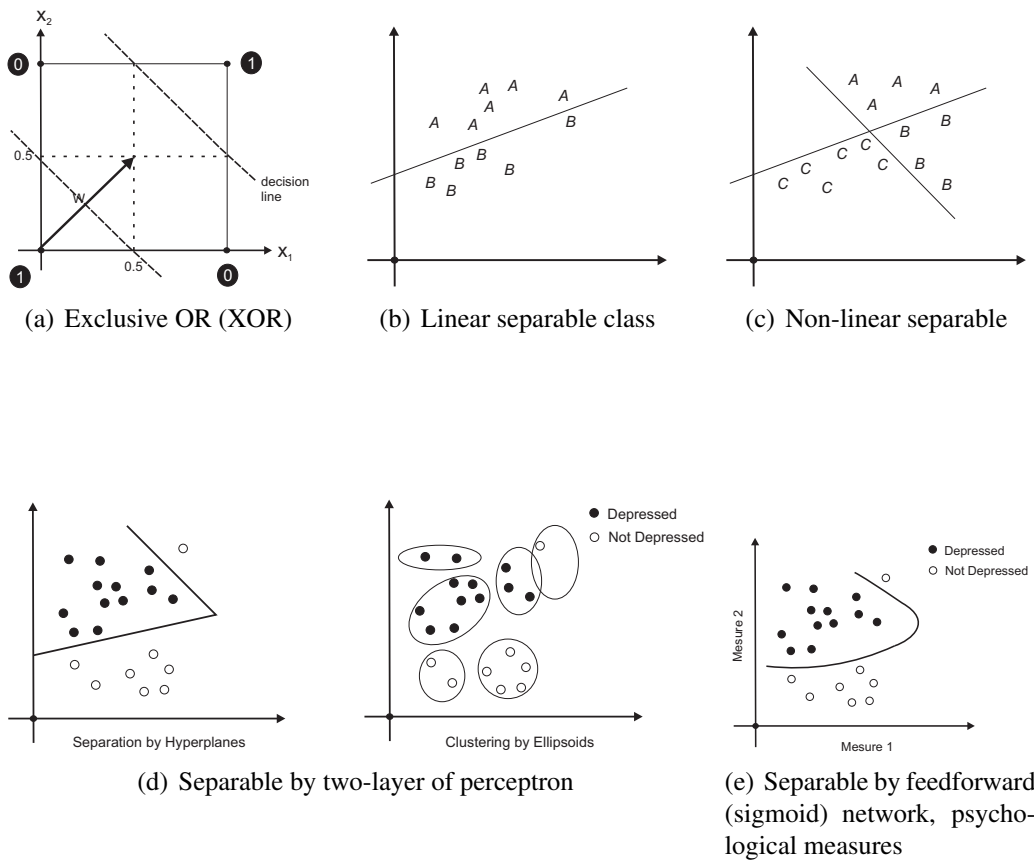 X2
0
1
0.5
W
decision
line
X1
0.5
1
0
(a) Exclusive OR (XOR)
A A
A A
A A
B
B B
B B B
(b) Linear separable class
A A
A A
B B
C C B
C C B
C C B
(c) Non-linear separable
Separation by Hyperplanes
Depressed
Not Depressed
Clustering by Ellipsoids
(d) Separable by two-layer of perceptron
Depressed
Not Depressed
Mesure 2
Mesure 1
(e) Separable by feedforward
(sigmoid) network, psycho-
logical measures